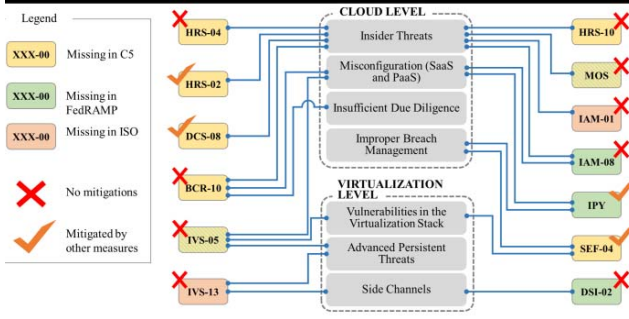 Legend
XXX-00
Missing in C5
XXX-00
Missing in
FedRAMP
XXX-00
Missing in ISO
No mitigations
Mitigated by
other measures
HRS-04
HRS-02
DCS-08
BCR-10
IVS-05
IVS-13
CLOUD LEVEL
Insider Threats
Misconfiguration (SaaS
and PaaS)
Insufficient Due Diligence
Improper Breach
Management
VIRTUALIZATION
LEVEL
Vulnerabilities in the
Virtualization Stack
Advanced Persistent
Threats
Side Channels
HRS-10
MOS
IAM-01
IAM-08
IPY
SEF-04
DSI-02